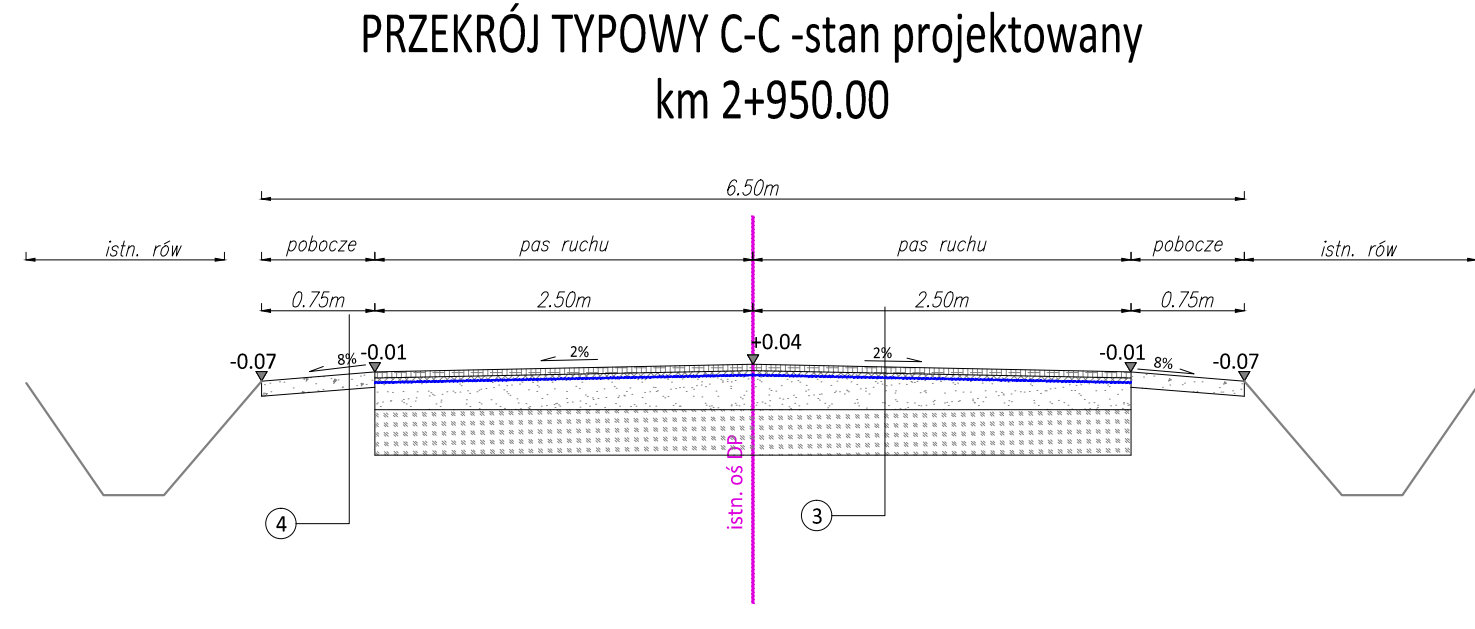 PRZEKRÓJ TYPOWY C-C -stan projektowany
km 2+950.00
6.50m
istn. rów
pobocze
pas ruchu
pas ruchu
pobocze
istn. rów
0.75m
2.50m
2.50m
0.75m
-0.07
8%
-0.01
2%
+0.04
2%
-0.01
8%
-0.07
istn. oś DP
4
3